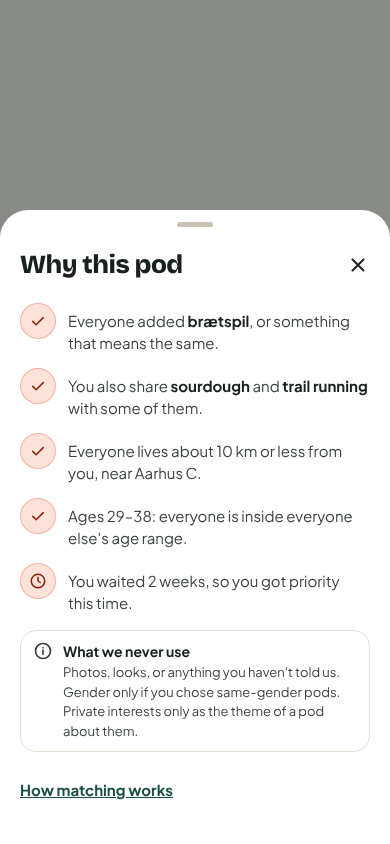 Why this pod
Everyone added brætspil, or something
that means the same.
You also share sourdough and trail running
with some of them.
Everyone lives about 10 km or less from
you, near Aarhus C.
Ages 29–38: everyone is inside everyone
else's age range.
You waited 2 weeks, so you got priority
this time.
What we never use
Photos, looks, or anything you haven't told us.
Gender only if you chose same-gender pods.
Private interests only as the theme of a pod
about them.
How matching works